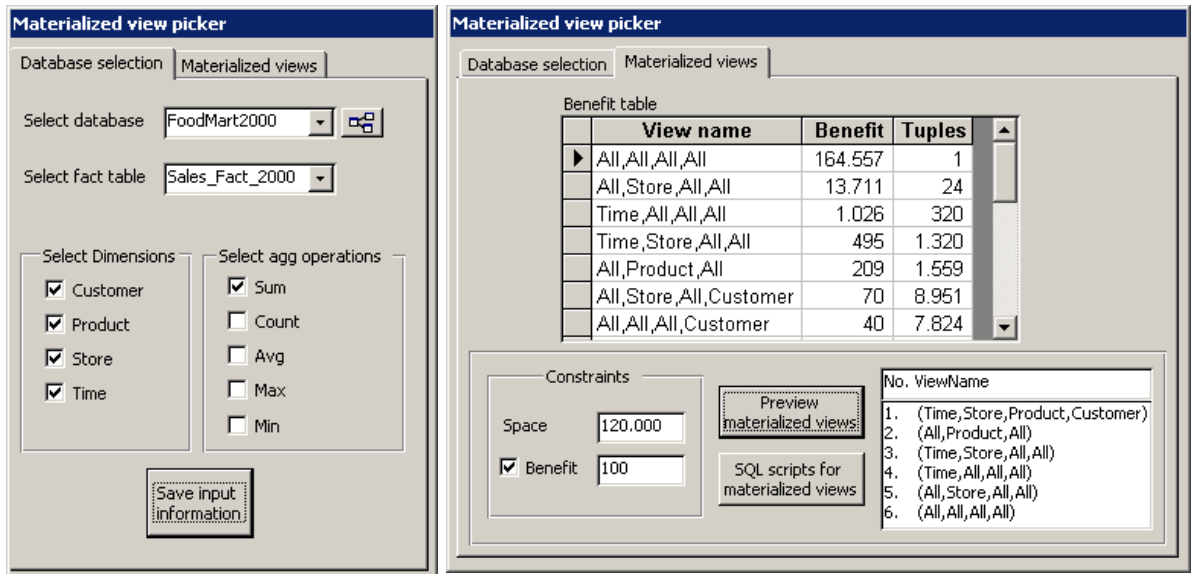 Materialized view picker
Database selection
Materialized views
Select database
FoodMart2000
Select fact table
Sales_Fact_2000
Select Dimensions
Customer
Product
Store
Time
Select agg operations
Sum
Count
Avg
Max
Min
Save input
information
Materialized view picker
Database selection
Materialized views
Benefit table
View name Benefit Tuples
All,All,All,All 164.557 1
All,Store,All,All 13.711 24
Time,All,All,All 1.026 320
Time,Store,All,All 495 1.320
All,Product,All 209 1.559
All,Store,All,Customer 70 8.951
All,All,All,Customer 40 7.824
Constraints
Space 120.000
Benefit 100
Preview
materialized views
SQL scripts for
materialized views
No. ViewName
1. (Time,Store,Product,Customer)
2. (All,Product,All)
3. (Time,Store,All,All)
4. (Time,All,All,All)
5. (All,Store,All,All)
6. (All,All,All,All)